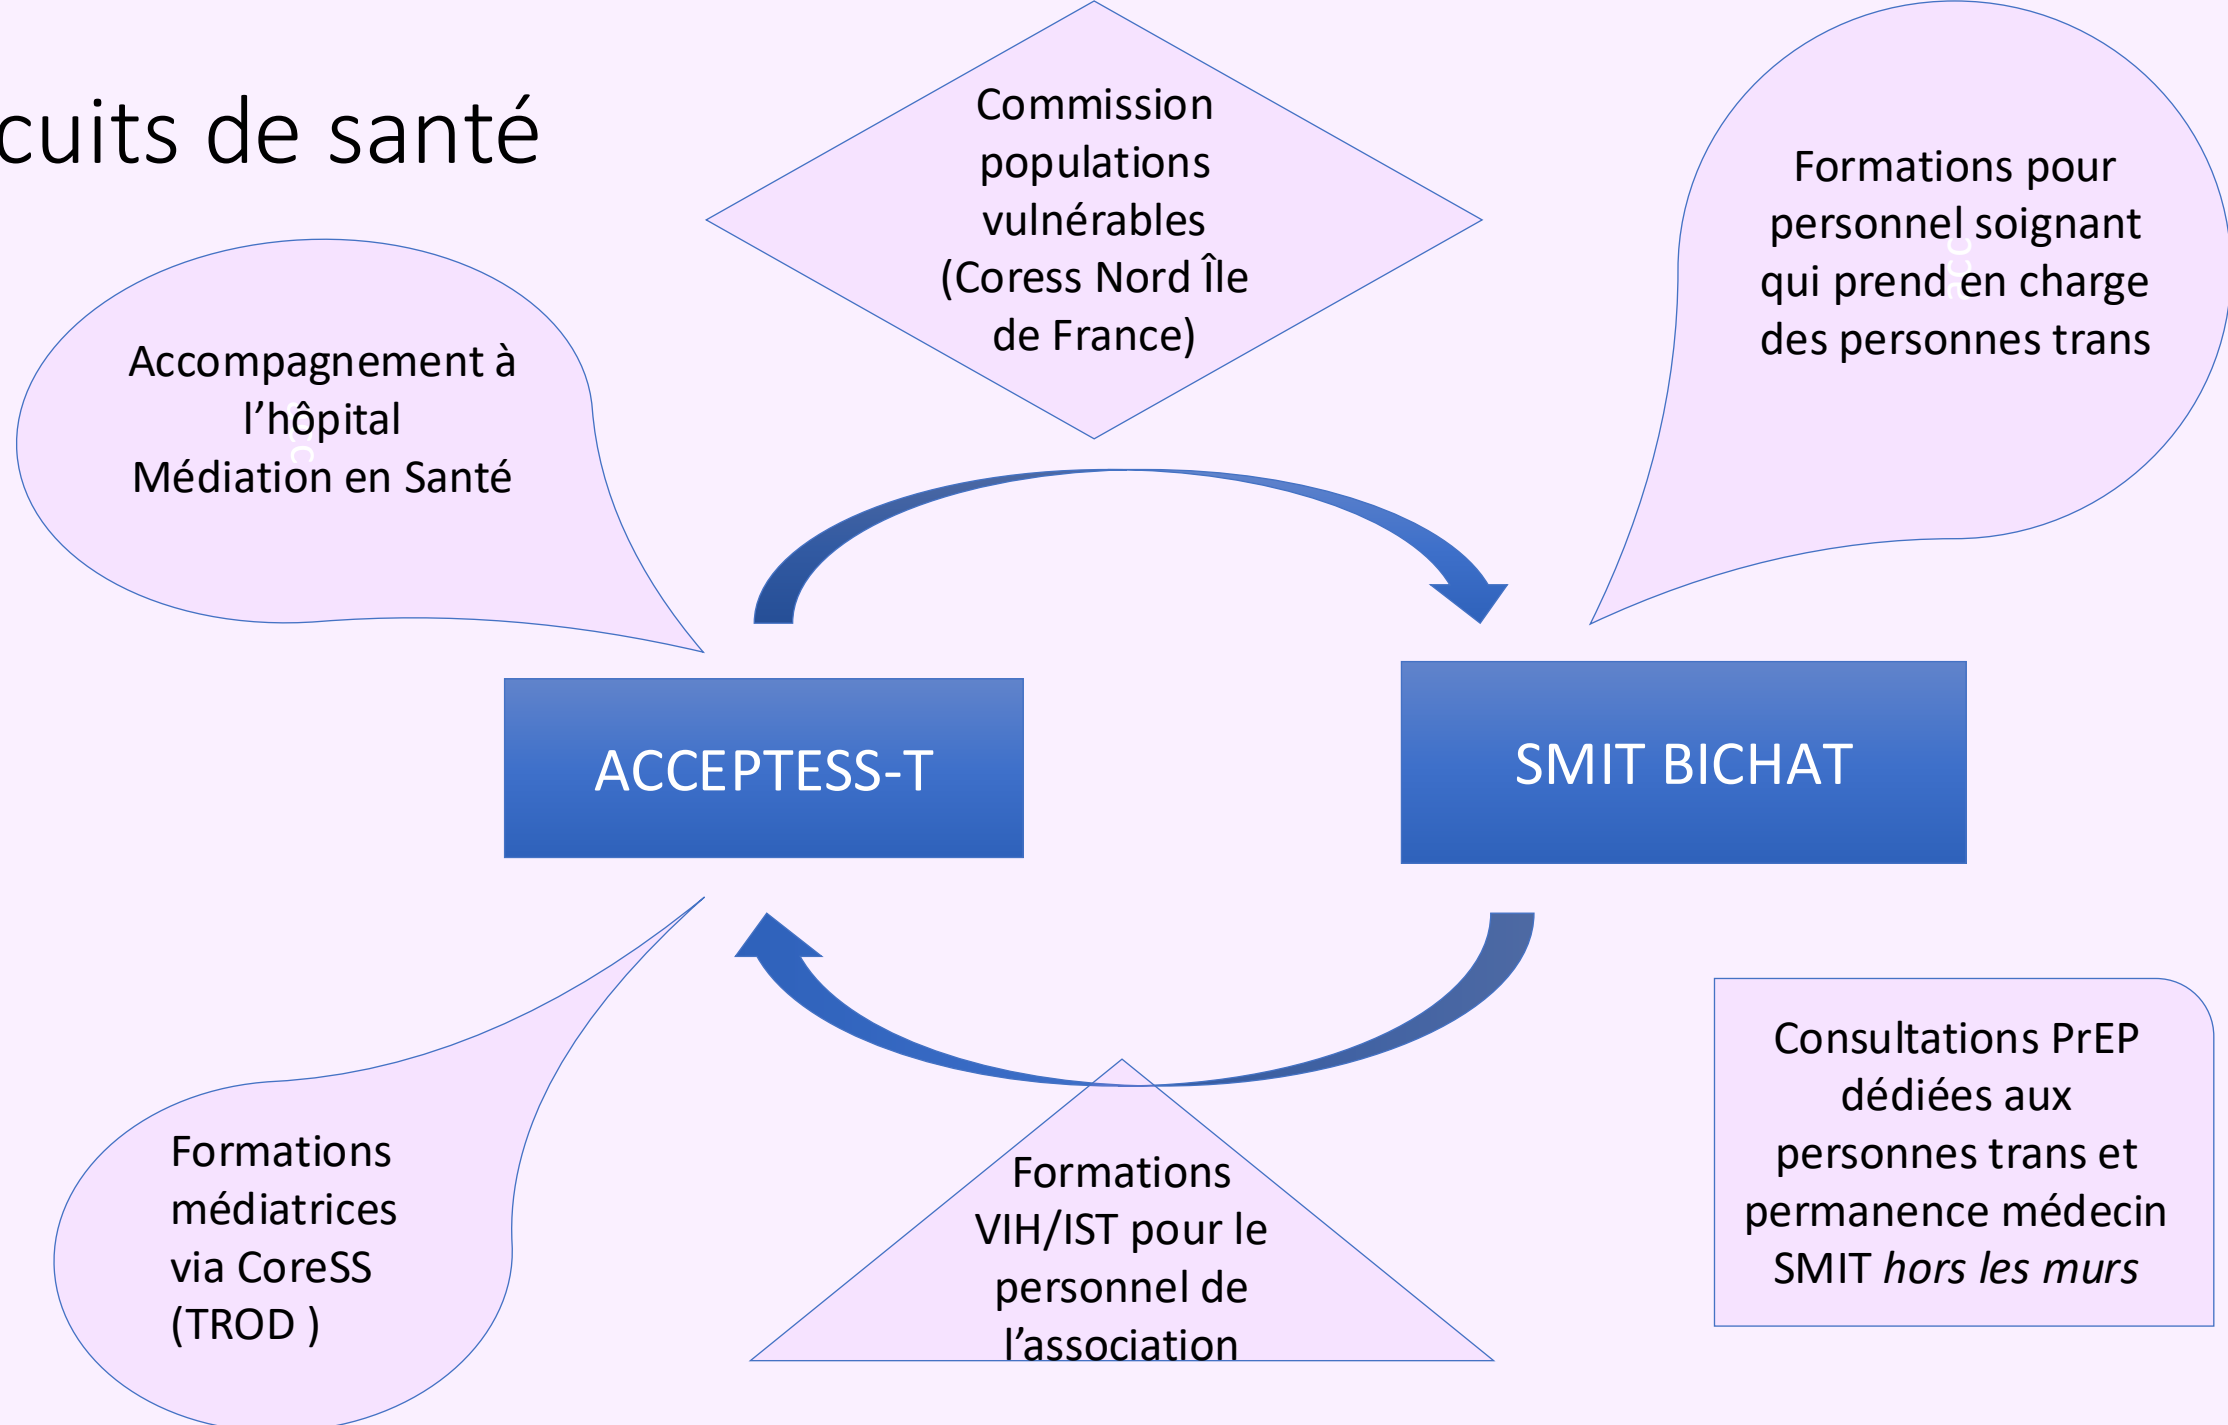 cuits de santé
Commission
populations
vulnérables
(Coress Nord Île
de France)
Formations pour
personnel soignant
qui prend en charge
des personnes trans
acc
Accompagnement à
l’hôpital
Médiation en Santé
ACCEPTESS-T
SMIT BICHAT
Formations
médiatrices
via CoreSS
(TROD )
Formations
VIH/IST pour le
personnel de
l’association
Consultations PrEP
dédiées aux
personnes trans et
permanence médecin
SMIT hors les murs